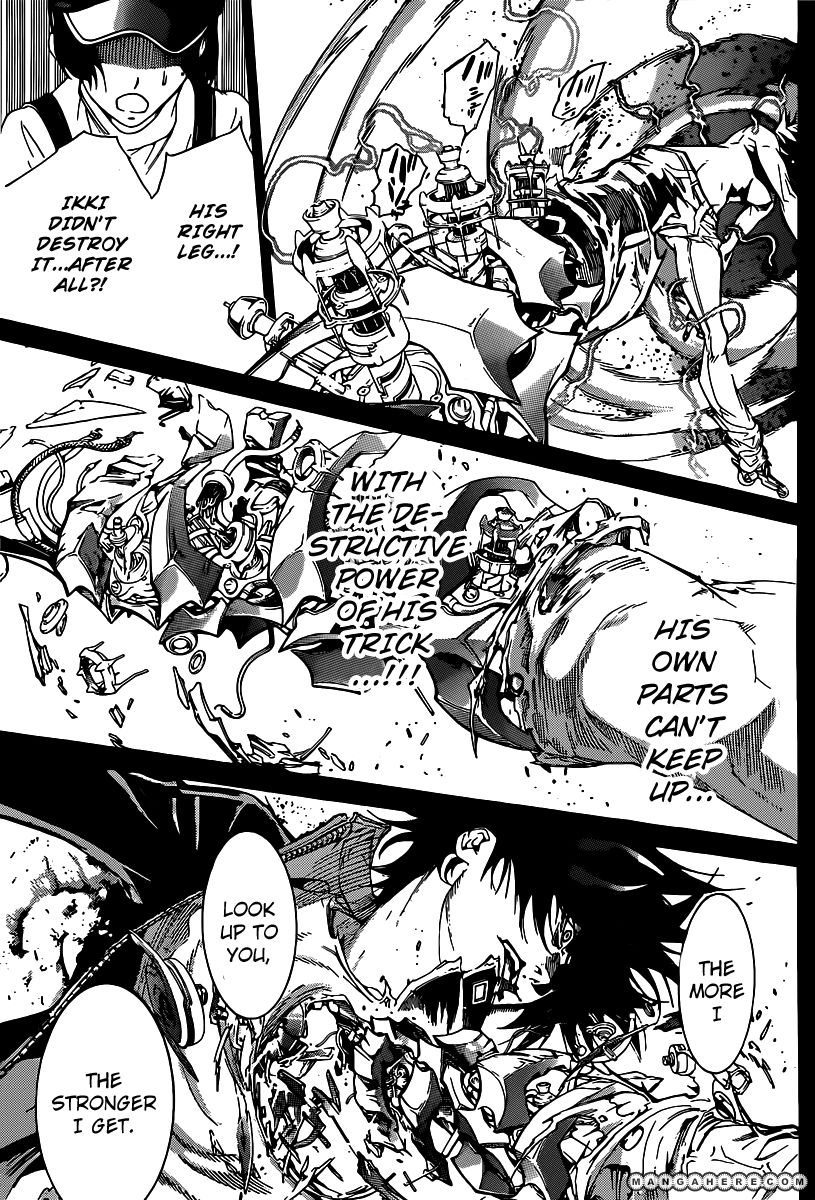 HIS
RIGHT
LEG...!
IKKI
DIDN'T
DESTROY
IT...AFTER
ALL?!
HIS
OWN
PARTS
CAN'T
KEEP
UP...
WITH
THE DE-
STRUCTIVE
POWER
OF HIS
TRICK
...!!!
THE
MORE
I
LOOK
UP TO
YOU,
THE
STRONGER
I GET.
MANGAHERE.COM